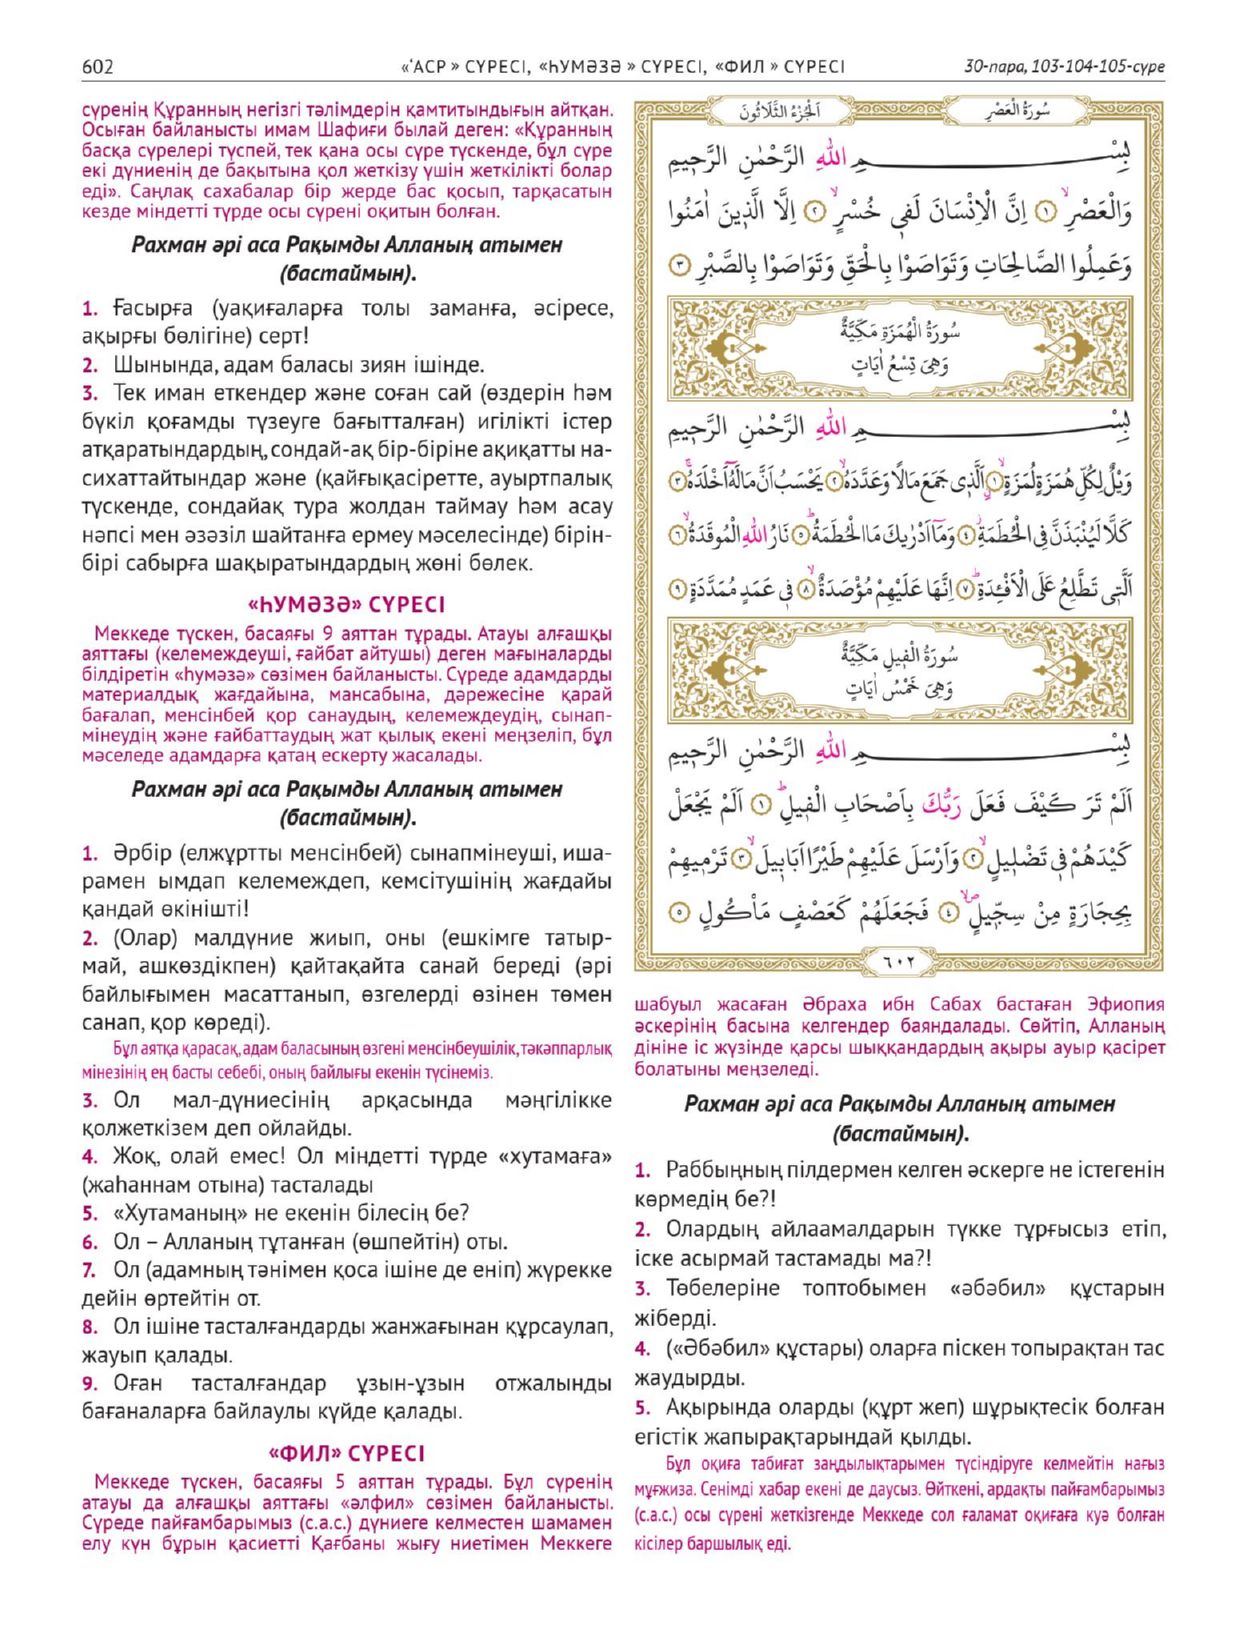 602
«‘АСР » СҮРЕСІ, «ҺУМӘЗӘ » СҮРЕСІ, «ФИЛ » СҮРЕСІ
30-пара, 103-104-105-сүре
сүренің Құранның негізгі тәлімдерін қамтитындығын айтқан.
Осыған байланысты имам Шафиғи былай деген: «Құранның
басқа сүрелері түспей, тек қана осы сүре түскенде, бұл сүре
екі дүниенің де бақытына қол жеткізу үшін жеткілікті болар
еді». Саңлақ сахабалар бір жерде бас қосып, тарқасатын
кезде міндетті түрде осы сүрені оқитын болған.
Рахман әрі аса Рақымды Алланың атымен
(бастаймын).
1. Ғасырға (уақиғаларға толы заманға, әсіресе,
ақырғы бөлігіне) серт!
2. Шынында, адам баласы зиян ішінде.
3. Тек иман еткендер және соған сай (өздерін һәм
бүкіл қоғамды түзеуге бағытталған) игілікті істер
атқаратындардың, сондай-ақ бір-біріне ақиқатты на-
сихаттайтындар және (қайғықасіретте, ауыртпалық
түскенде, сондайақ тура жолдан таймау һәм асау
нәпсі мен әзәзіл шайтанға ермеу мәселесінде) бірін-
бірі сабырға шақыратындардың жөні бөлек.
«ҺУМӘЗӘ» СҮРЕСІ
Меккеде түскен, басаяғы 9 аяттан тұрады. Атауы алғашқы
аяттағы (келемеждеуші, ғайбат айтушы) деген мағыналарды
білдіретін «һумәзә» сөзімен байланысты. Сүреде адамдарды
материалдық жағдайына, мансабына, дәрежесіне қарай
бағалап, менсінбей қор санаудың, келемеждеудің, сынап-
мінеудің және ғайбаттаудың жат қылық екені меңзеліп, бұл
мәселеде адамдарға қатаң ескерту жасалады.
Рахман әрі аса Рақымды Алланың атымен
(бастаймын).
1. Әрбір (елжұртты менсінбей) сынапмінеуші, иша-
рамен ымдап келемеждеп, кемсітушінің жағдайы
қандай өкінішті!
2. (Олар) малдүние жиып, оны (ешкімге татыр-
май, ашкөздікпен) қайтақайта санай береді (әрі
байлығымен масаттанып, өзгелерді өзінен төмен
санап, қор көреді).
Бұл аятқа қарасақ, адам баласының өзгені менсінбеушілік, тәкаппарлық
мінезінің ең басты себебі, оның байлығы екенін түсінеміз.
3. Ол мал-дүниесінің арқасында мәңгілікке
қолжеткізем деп ойлайды.
4. Жоқ, олай емес! Ол міндетті түрде «хутамаға»
(жаһаннам отына) тасталады
5. «Хутаманың» не екенін білесің бе?
6. Ол – Алланың тұтанған (өшпейтін) оты.
7. Ол (адамның тәнімен қоса ішіне де еніп) жүрекке
дейін өртейтін от.
8. Ол ішіне тасталғандарды жанжағынан құрсаулап,
жауып қалады.
9. Оған тасталғандар ұзын-ұзын отжалынды
бағаналарға байлаулы күйде қалады.
«ФИЛ» СҮРЕСІ
Меккеде түскен, басаяғы 5 аяттан тұрады. Бұл сүренің
атауы да алғашқы аяттағы «әлфил» сөзімен байланысты.
Сүреде пайғамбарымыз (с.а.с.) дүниеге келместен шамамен
елу күн бұрын қасиетті Қағбаны жығу ниетімен Меккеге
اَلْجُزْءُ الثَّلَاثُونَ
سُورَةُ الْعَصْرِ
بِسْمِ اللّٰهِ الرَّحْمٰنِ الرَّحِيمِ
وَالْعَصْرِۙ ١ اِنَّ الْاِنْسَانَ لَفِي خُسْرٍۙ ٢ اِلَّا الَّذِينَ اٰمَنُوا
وَعَمِلُوا الصَّالِحَاتِ وَتَوَاصَوْا بِالْحَقِّ وَتَوَاصَوْا بِالصَّبْرِ ٣
سُورَةُ الْهُمَزَةِ مَكِّيَّةٌ
وَهِيَ تِسْعُ اٰيَاتٍ
بِسْمِ اللّٰهِ الرَّحْمٰنِ الرَّحِيمِ
وَيْلٌ لِكُلِّ هُمَزَةٍ لُمَزَةٍۙ ١ اَلَّذِي جَمَعَ مَالًا وَعَدَّدَهُۙ ٢ يَحْسَبُ اَنَّ مَالَهُٓ اَخْلَدَهُۚ ٣
كَلَّا لَيُنْبَذَنَّ فِي الْحُطَمَةِۘ ٤ وَمَٓا اَدْرٰيكَ مَا الْحُطَمَةُۜ ٥ نَارُ اللّٰهِ الْمُوقَدَةُۙ ٦
اَلَّتِي تَطَّلِعُ عَلَى الْاَفْـِٔدَةِۜ ٧ اِنَّهَا عَلَيْهِمْ مُؤْصَدَةٌۙ ٨ فِي عَمَدٍ مُمَدَّدَةٍ ٩
سُورَةُ الْفِيلِ مَكِّيَّةٌ
وَهِيَ خَمْسُ اٰيَاتٍ
بِسْمِ اللّٰهِ الرَّحْمٰنِ الرَّحِيمِ
اَلَمْ تَرَ كَيْفَ فَعَلَ رَبُّكَ بِاَصْحَابِ الْفِيلِۜ ١ اَلَمْ يَجْعَلْ
كَيْدَهُمْ فِي تَضْلِيلٍۙ ٢ وَاَرْسَلَ عَلَيْهِمْ طَيْرًا اَبَابِيلَۙ ٣ تَرْمِيهِمْ
بِحِجَارَةٍ مِنْ سِجِّيلٍۖ ٤ فَجَعَلَهُمْ كَعَصْفٍ مَأْكُولٍ ٥
٦٠٢
шабуыл жасаған Әбраха ибн Сабах бастаған Эфиопия
әскерінің басына келгендер баяндалады. Сөйтіп, Алланың
дініне іс жүзінде қарсы шыққандардың ақыры ауыр қасірет
болатыны меңзеледі.
Рахман әрі аса Рақымды Алланың атымен
(бастаймын).
1. Раббыңның пілдермен келген әскерге не істегенін
көрмедің бе?!
2. Олардың айлаамалдарын түкке тұрғысыз етіп,
іске асырмай тастамады ма?!
3. Төбелеріне топтобымен «әбәбил» құстарын
жіберді.
4. («Әбәбил» құстары) оларға піскен топырақтан тас
жаудырды.
5. Ақырында оларды (құрт жеп) шұрықтесік болған
егістік жапырақтарындай қылды.
Бұл оқиға табиғат заңдылықтарымен түсіндіруге келмейтін нағыз
мұғжиза. Сенімді хабар екені де даусыз. Өйткені, ардақты пайғамбарымыз
(с.а.с.) осы сүрені жеткізгенде Меккеде сол ғаламат оқиғаға куә болған
кісілер баршылық еді.